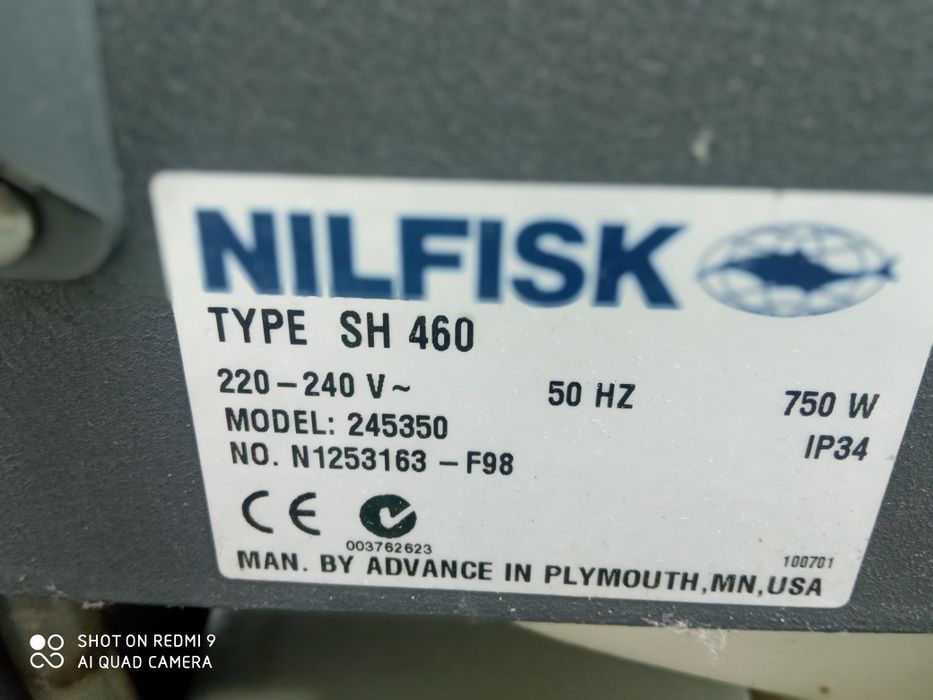 NILFISK
TYPE SH 460
220-240 V~ 50 HZ 750 W
MODEL: 245350 IP34
NO. N1253163-F98
CE
003762623
100701
MAN. BY ADVANCE IN PLYMOUTH,MN,USA
SHOT ON REDMI 9
AI QUAD CAMERA